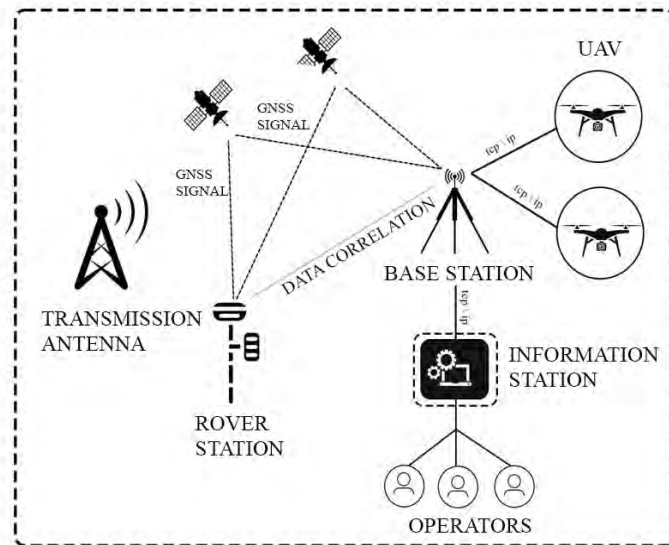 UAV
GNSS
SIGNAL
tcp \ ip
GNSS
SIGNAL
tcp \ ip
DATA CORRELATION
BASE STATION
TRANSMISSION
ANTENNA
tcp \ ip
INFORMATION
STATION
ROVER
STATION
OPERATORS